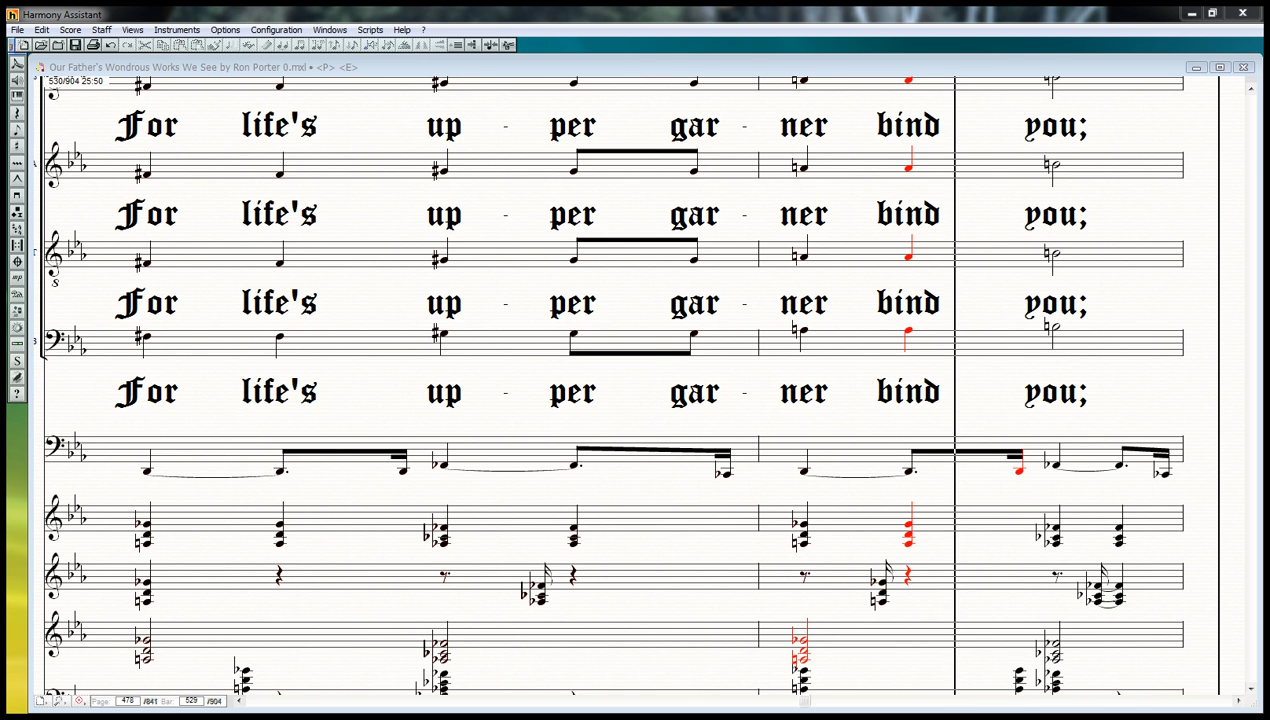 Harmony Assistant
File Edit Score Staff Views Instruments Options Configuration Windows Scripts Help ?
Our Father's Wondrous Works We See by Ron Porter 0.mxl • <P> <E>
530/904 25:50
For life's up - per gar - ner bind you;
For life's up - per gar - ner bind you;
For life's up - per gar - ner bind you;
For life's up - per gar - ner bind you;
Page: 478 /841 Bar: 529 /904